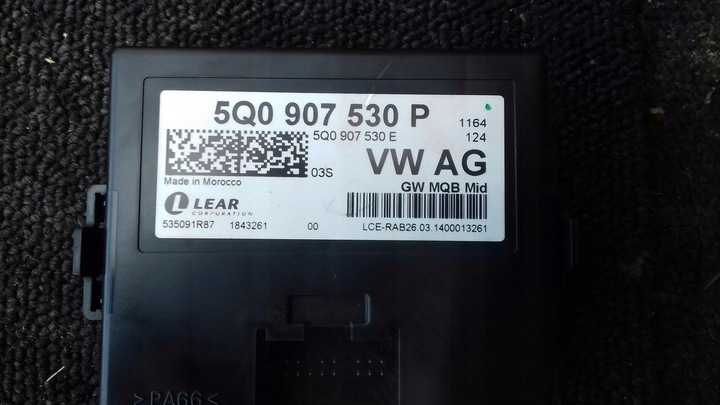 5Q0 907 530 P 1164
5Q0 907 530 E 124
03S VW AG
Made in Morocco GW MQB Mid
LEAR
CORPORATION
535091R87 1843261 00 LCE-RAB26.03.1400013261
>PA66<